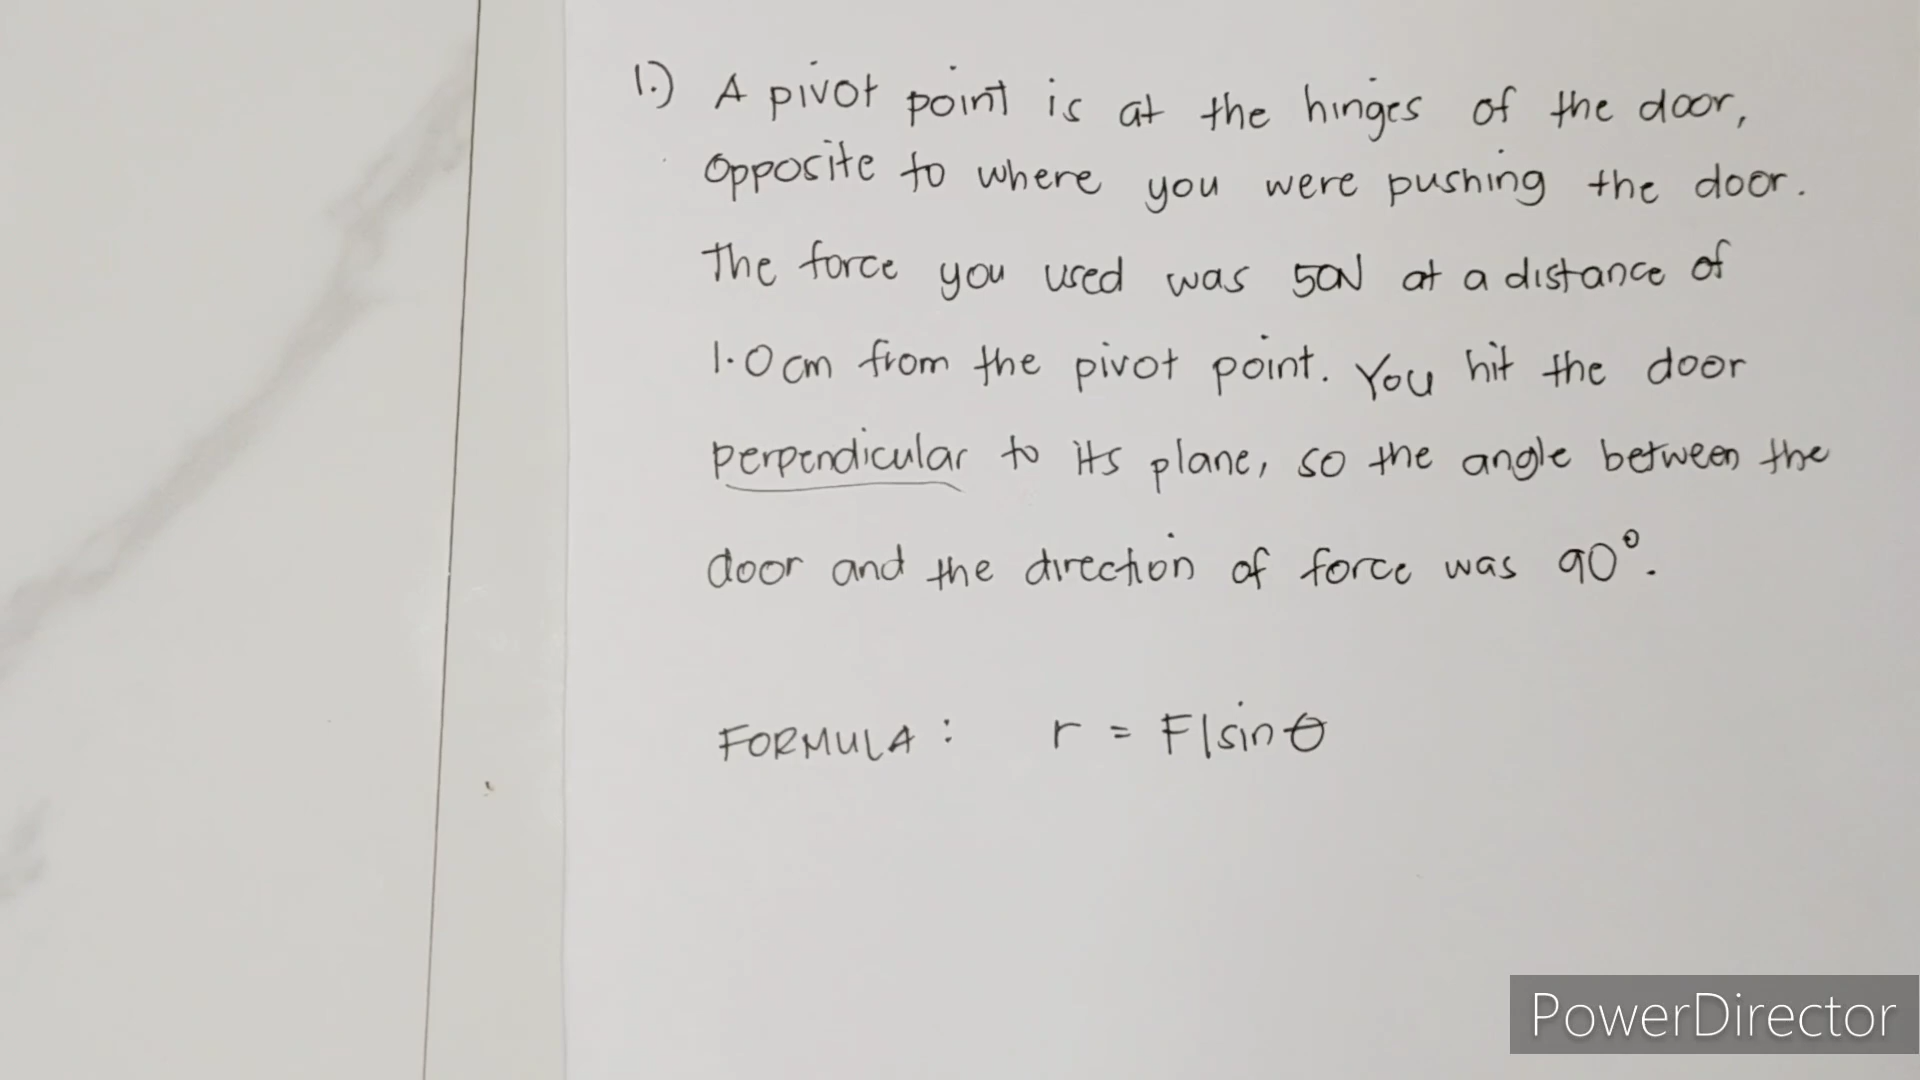 1.) A pivot point is at the hinges of the door,
Opposite to where you were pushing the door.
The force you used was 50N at a distance of
1.0cm from the pivot point. You hit the door
perpendicular to its plane, so the angle between the
door and the direction of force was 90°.
FORMULA : r = Flsinθ
PowerDirector